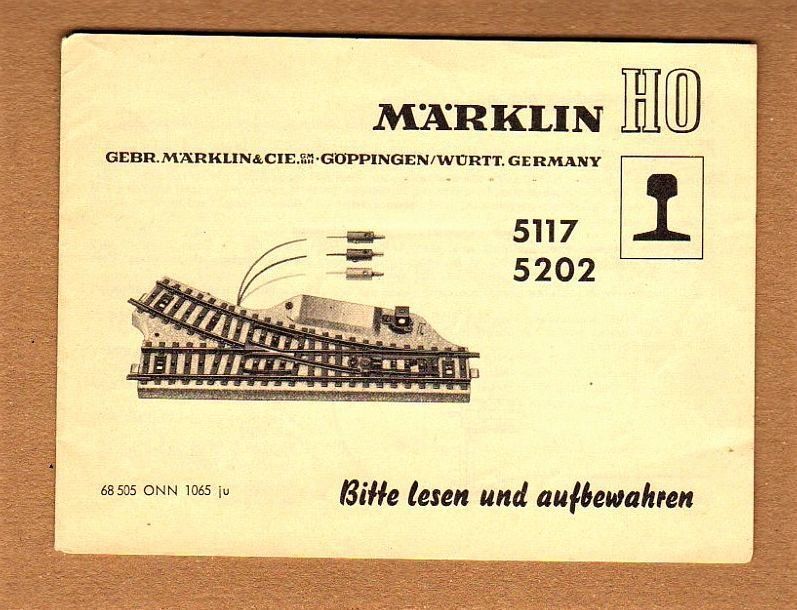 MÄRKLIN HO
GEBR. MÄRKLIN & CIE. GMBH · GÖPPINGEN/WÜRTT. GERMANY
5117
5202
68 505 ONN 1065 ju
Bitte lesen und aufbewahren